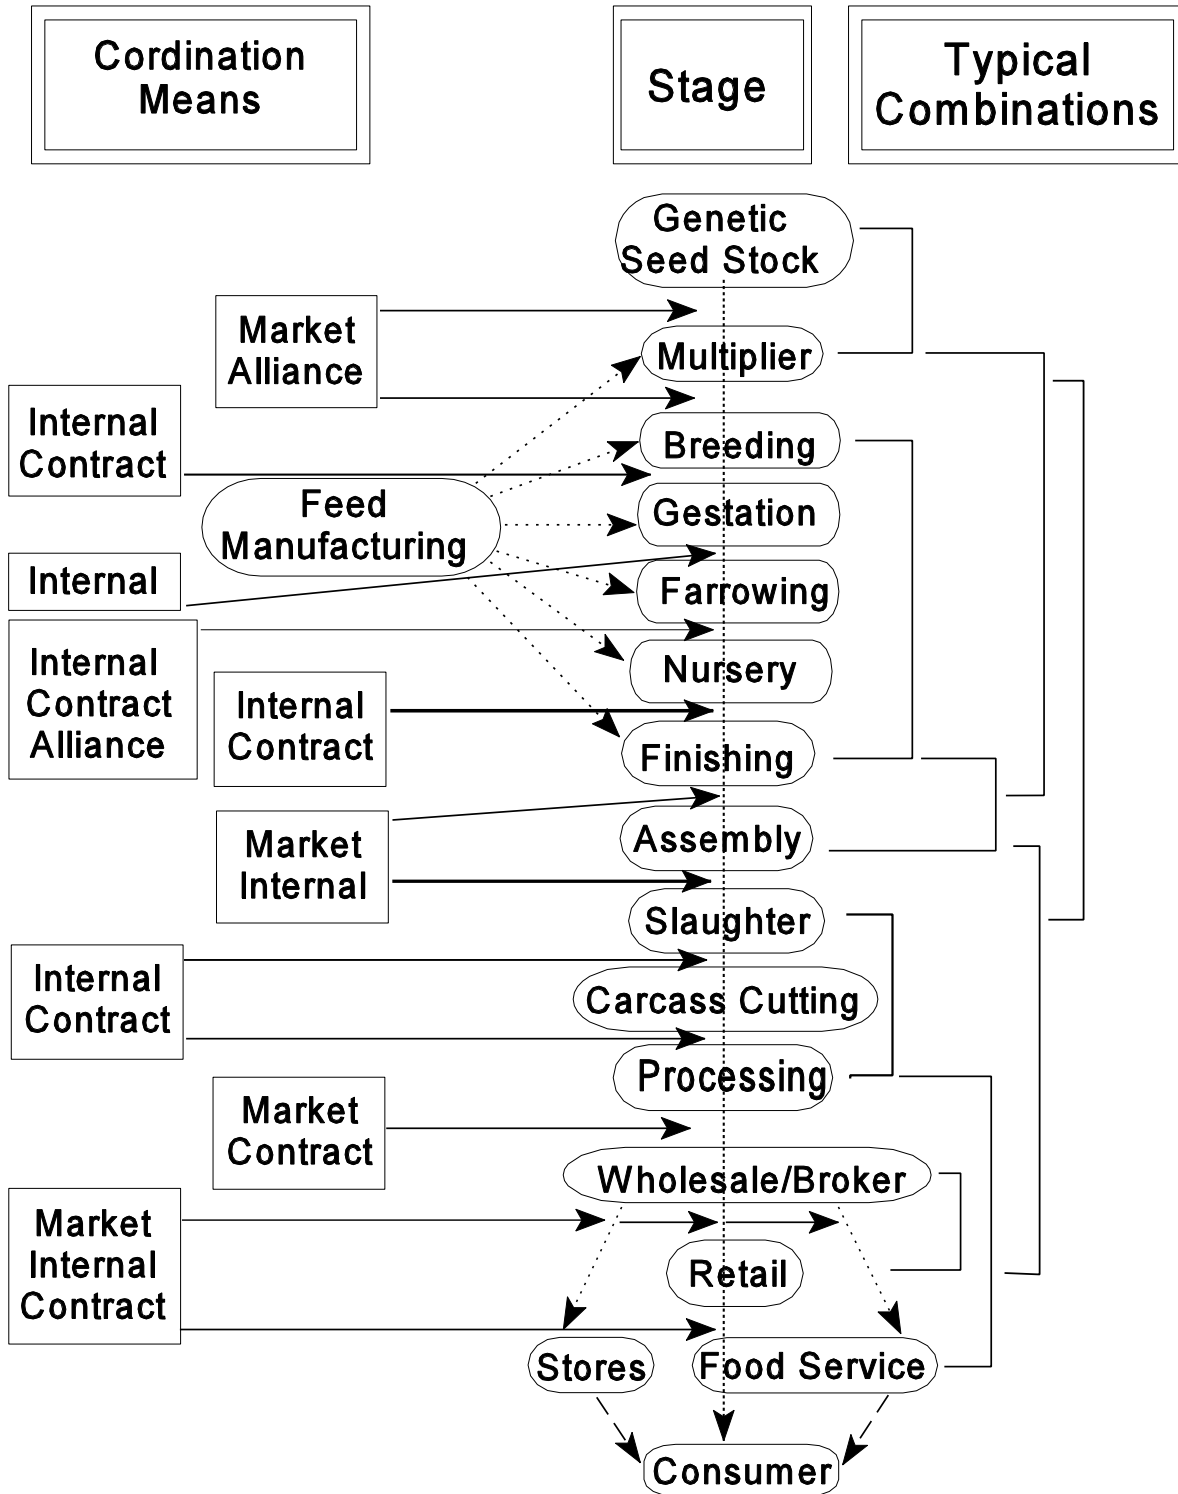 Cordination
Means
Stage
Typical
Combinations
Genetic
Seed Stock
Market
Alliance
Multiplier
Internal
Contract
Breeding
Feed
Manufacturing
Gestation
Internal
Farrowing
Internal
Contract
Alliance
Nursery
Internal
Contract
Finishing
Market
Internal
Assembly
Slaughter
Internal
Contract
Carcass Cutting
Processing
Market
Contract
Wholesale/Broker
Market
Internal
Contract
Retail
Stores
Food Service
Consumer